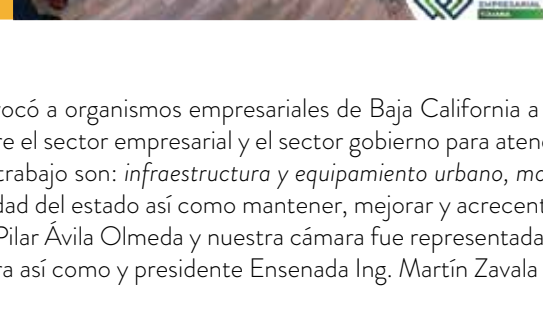 EMPRESARIAL
TIJUANA
ocó a organismos empresariales de Baja California a
re el sector empresarial y el sector gobierno para aten
trabajo son: infraestructura y equipamiento urbano, mo
dad del estado así como mantener, mejorar y acrecent
Pilar Ávila Olmeda y nuestra cámara fue representada
ra así como y presidente Ensenada Ing. Martín Zavala